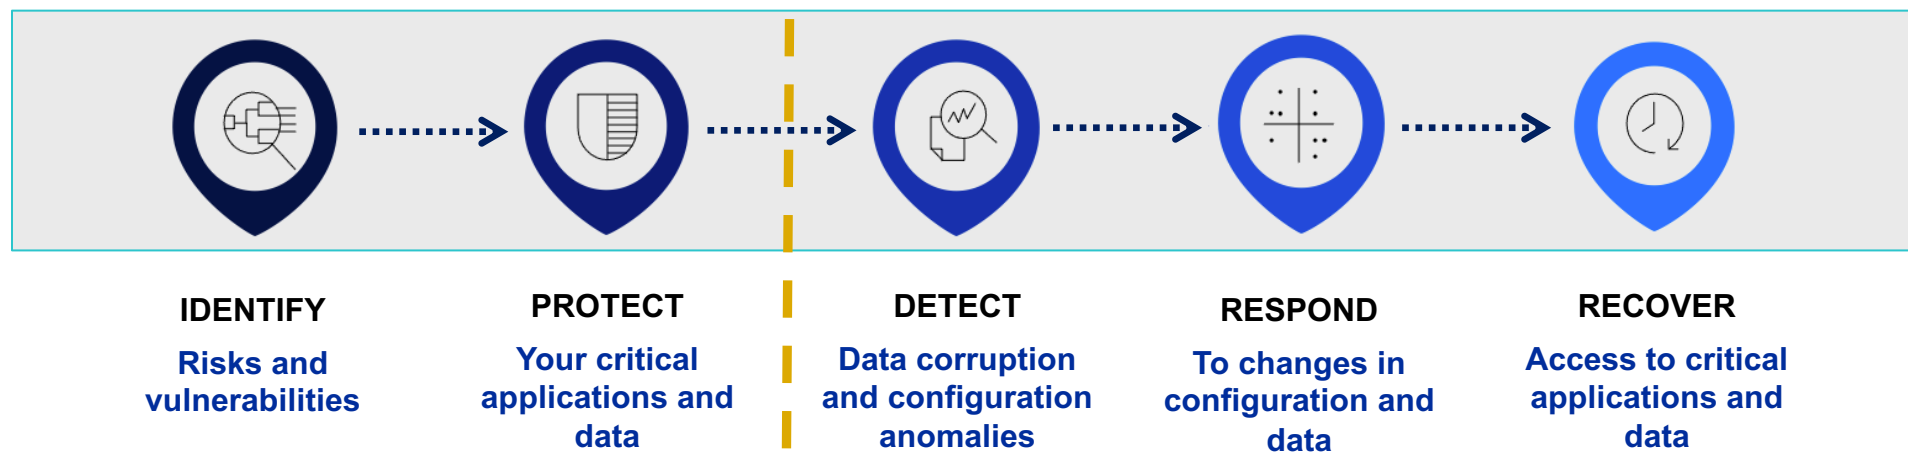 IDENTIFY
Risks and
vulnerabilities
PROTECT
Your critical
applications and
data
DETECT
Data corruption
and configuration
anomalies
RESPOND
To changes in
configuration and
data
RECOVER
Access to critical
applications and
data